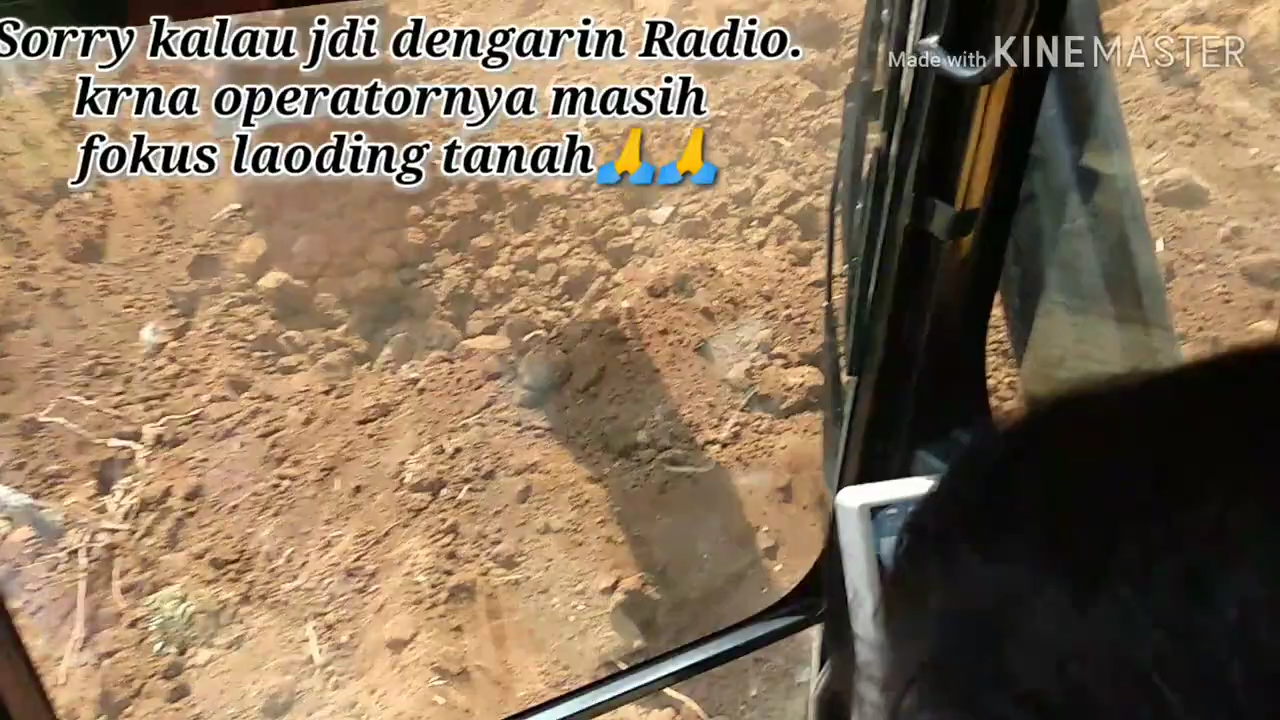 Sorry kalau jdi dengarin Radio.
krna operatornya masih
fokus laoding tanah🙏🙏
Made with KINEMASTER